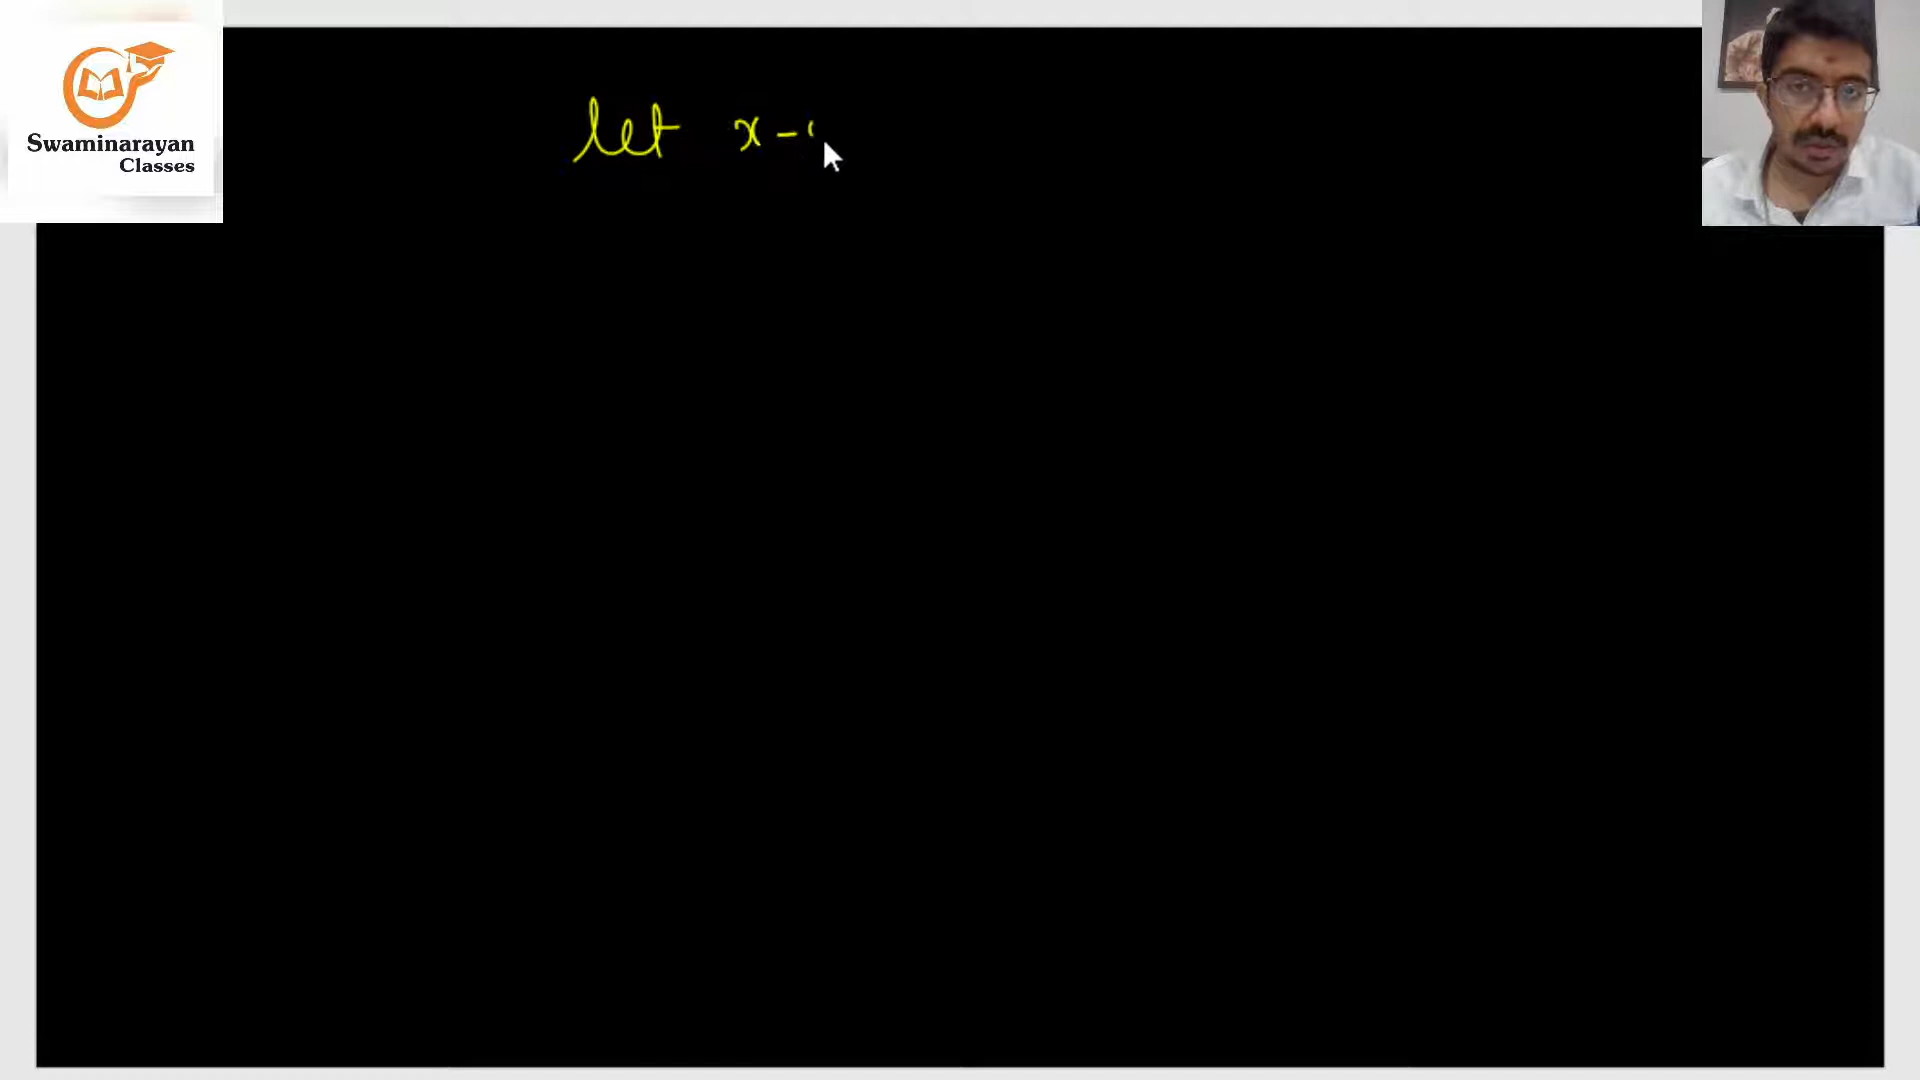 Swaminarayan
Classes
let x -